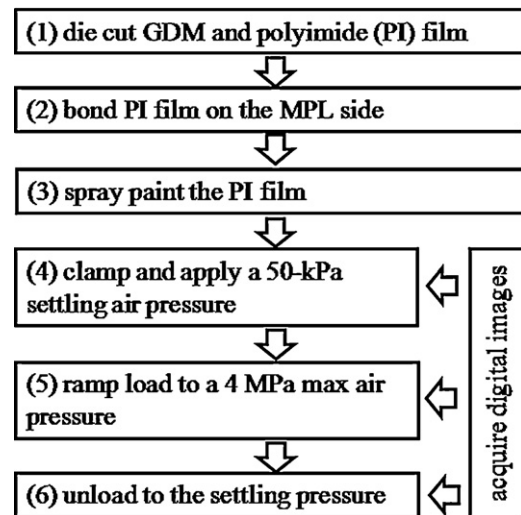 (1) die cut GDM and polyimide (PI) film
(2) bond PI film on the MPL side
(3) spray paint the PI film
(4) clamp and apply a 50-kPa
settling air pressure
(5) ramp load to a 4 MPa max air
pressure
(6) unload to the settling pressure
acquire digital images